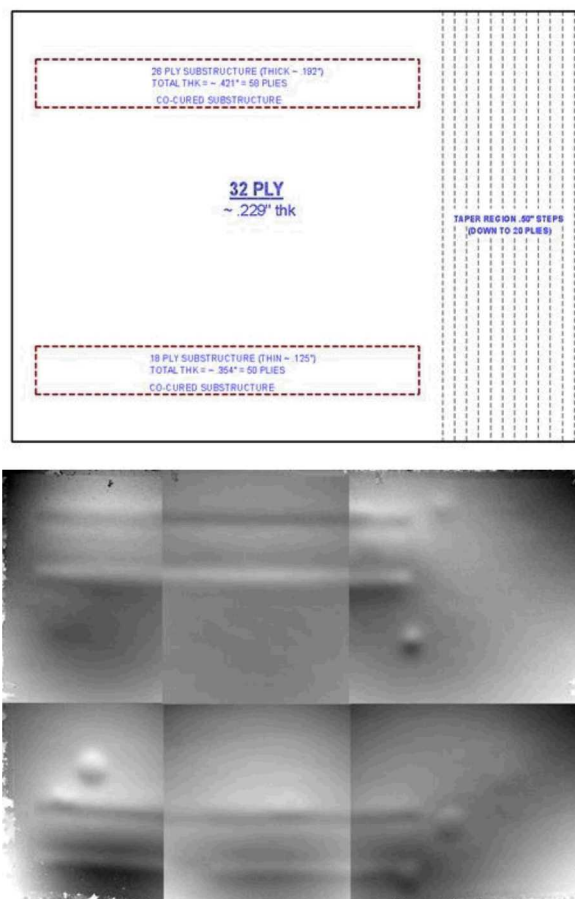 26 PLY SUBSTRUCTURE (THICK ~ .192")
TOTAL THK = ~ .421" = 58 PLIES
CO-CURED SUBSTRUCTURE
32 PLY
~ .229" thk
TAPER REGION .50" STEPS
(DOWN TO 20 PLIES)
18 PLY SUBSTRUCTURE (THIN ~ .125")
TOTAL THK = ~ .354" = 50 PLIES
CO-CURED SUBSTRUCTURE